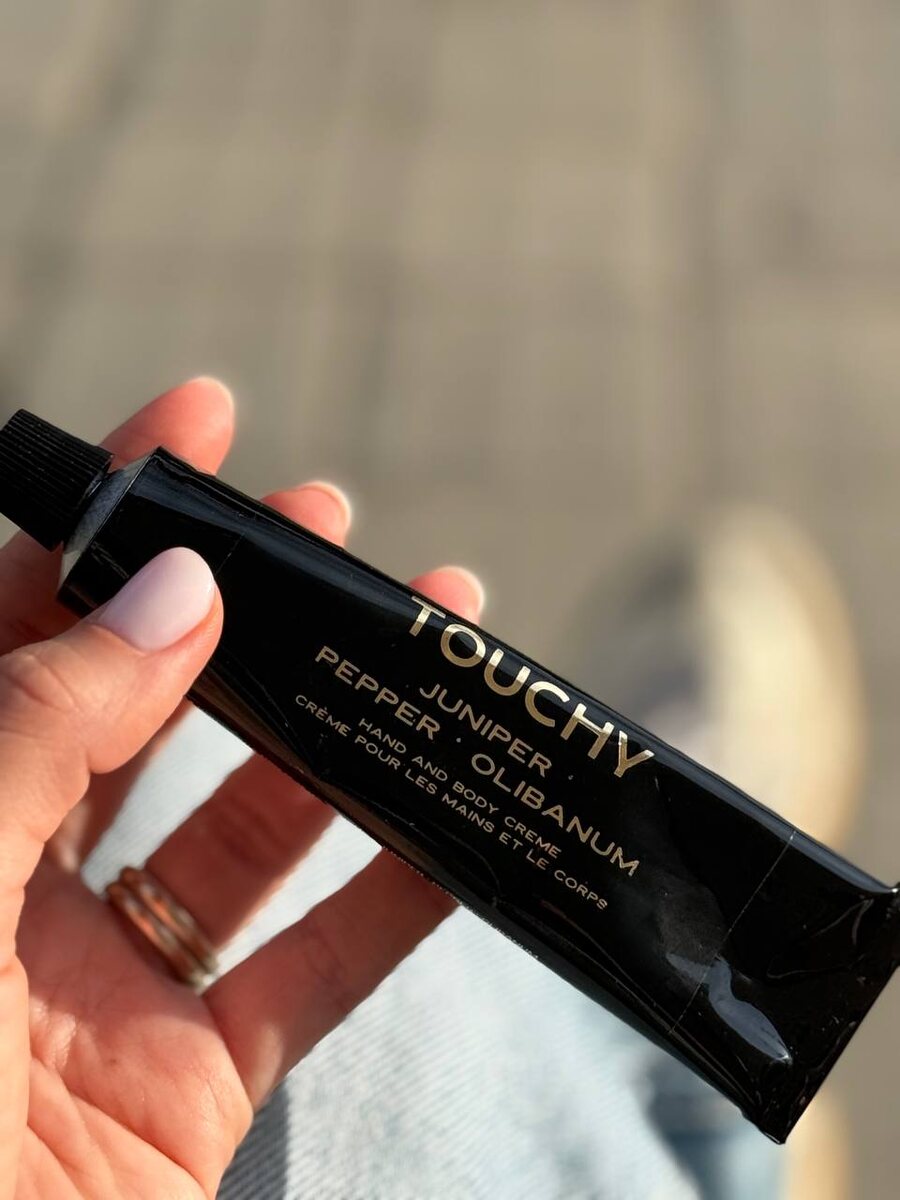 TOUCHY
JUNIPER ·
PEPPER · OLIBANUM
HAND AND BODY CREME
CRÈME POUR LES MAINS ET LE CORPS